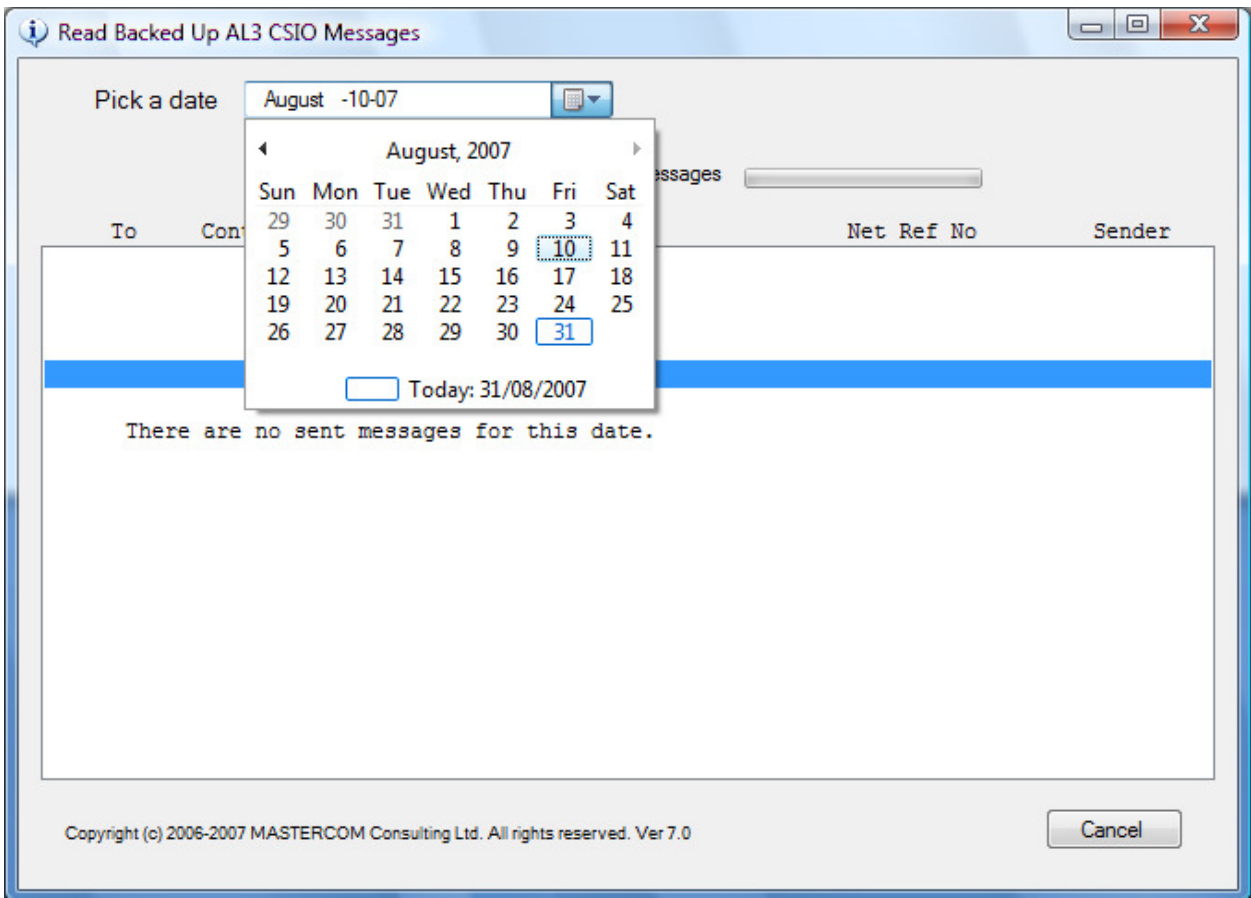 Read Backed Up AL3 CSIO Messages
Pick a date August -10-07
August, 2007
Sun Mon Tue Wed Thu Fri Sat
29 30 31 1 2 3 4
5 6 7 8 9 10 11
12 13 14 15 16 17 18
19 20 21 22 23 24 25
26 27 28 29 30 31
Today: 31/08/2007
To Net Ref No Sender
There are no sent messages for this date.
Copyright (c) 2006-2007 MASTERCOM Consulting Ltd. All rights reserved. Ver 7.0
Cancel